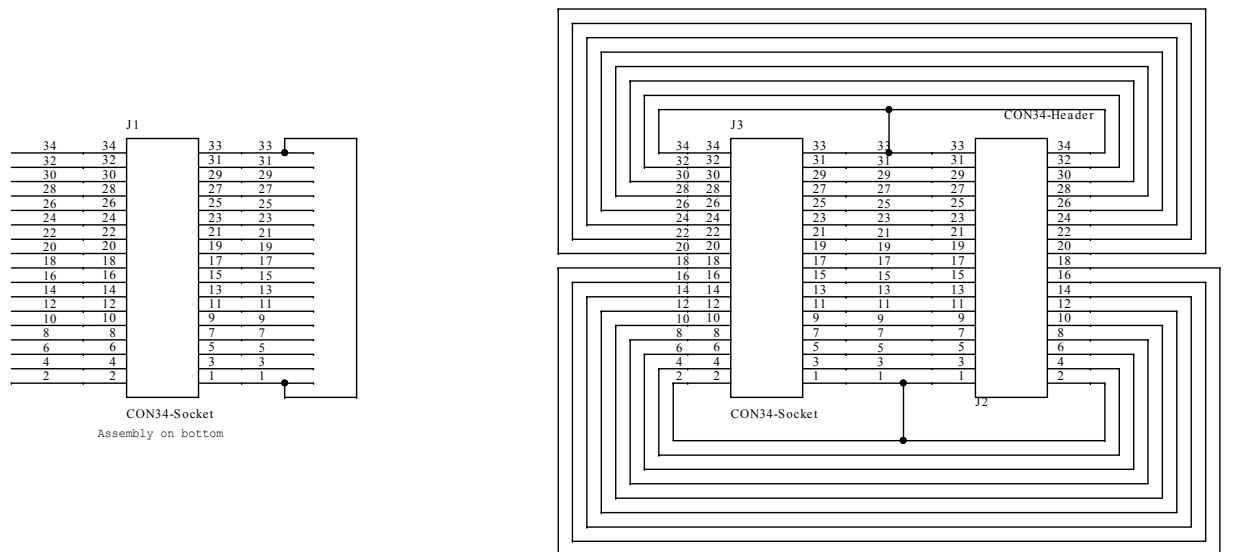 J1
34 34 33 33
32 32 31 31
30 30 29 29
28 28 27 27
26 26 25 25
24 24 23 23
22 22 21 21
20 20 19 19
18 18 17 17
16 16 15 15
14 14 13 13
12 12 11 11
10 10 9 9
8 8 7 7
6 6 5 5
4 4 3 3
2 2 1 1
CON34-Socket
Assembly on bottom
J3
CON34-Header
34 34 33 33 33 34
32 32 31 31 31 32
30 30 29 29 29 30
28 28 27 27 27 28
26 26 25 25 25 26
24 24 23 23 23 24
22 22 21 21 21 22
20 20 19 19 19 20
18 18 17 17 17 18
16 16 15 15 15 16
14 14 13 13 13 14
12 12 11 11 11 12
10 10 9 9 9 10
8 8 7 7 7 8
6 6 5 5 5 6
4 4 3 3 3 4
2 2 1 1 1 2
CON34-Socket
J2